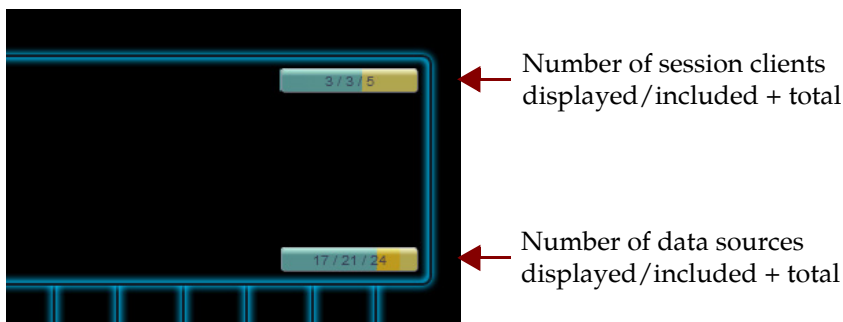 3 / 3 / 5
Number of session clients
displayed/included + total
17 / 21 / 24
Number of data sources
displayed/included + total